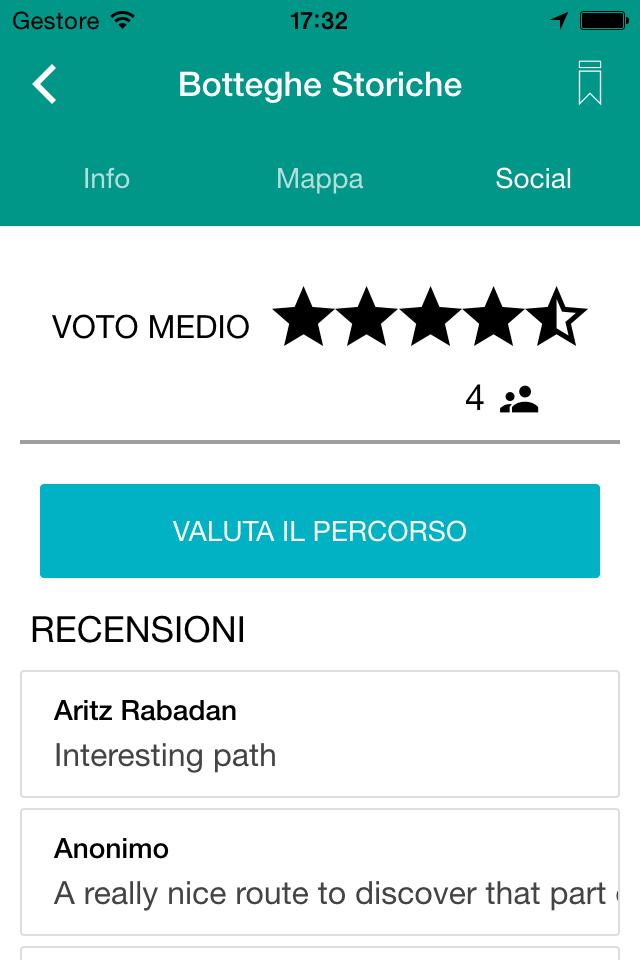 Gestore 17:32
Botteghe Storiche
Info Mappa Social
VOTO MEDIO
4
VALUTA IL PERCORSO
RECENSIONI
Aritz Rabadan
Interesting path
Anonimo
A really nice route to discover that part